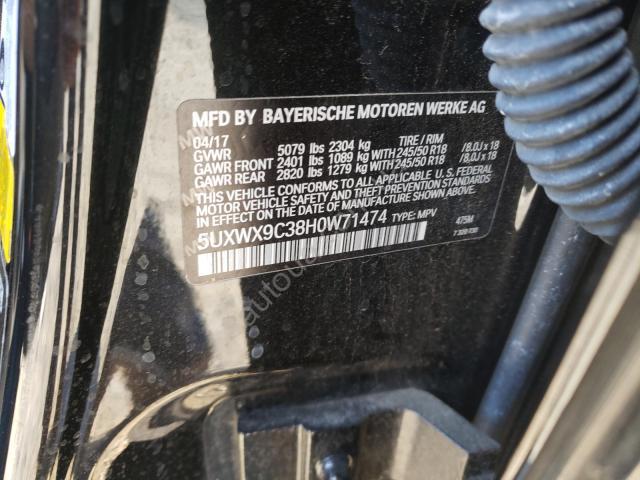 MFD BY BAYERISCHE MOTOREN WERKE AG
04/17 TIRE / RIM
GVWR 5079 lbs 2304 kg
GAWR FRONT 2401 lbs 1089 kg WITH 245/50 R18 /8.0J x 18
GAWR REAR 2820 lbs 1279 kg WITH 245/50 R18 /8.0J x 18
THIS VEHICLE CONFORMS TO ALL APPLICABLE U.S. FEDERAL
MOTOR VEHICLE SAFETY AND THEFT PREVENTION STANDARDS IN
EFFECT ON THE DATE OF MANUFACTURE SHOWN ABOVE.
5UXWX9C38H0W71474 TYPE: MPV 475M